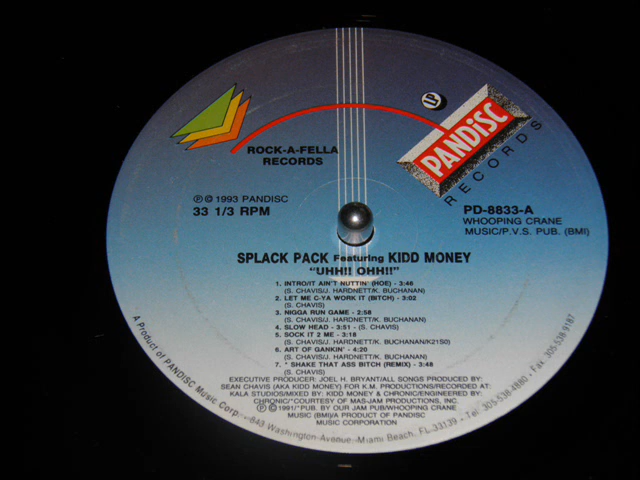 LP
PANDISC
RECORDS
ROCK-A-FELLA
RECORDS
℗ © 1993 PANDISC
33 1/3 RPM
PD-8833-A
WHOOPING CRANE
MUSIC/P.V.S. PUB. (BMI)
SPLACK PACK Featuring KIDD MONEY
"UHH!! OHH!!"
1. INTRO/IT AIN'T NUTTIN' (HOE) - 3:46
(S. CHAVIS/J. HARDNETT/K. BUCHANAN)
2. LET ME C-YA WORK IT (BITCH) - 3:02
(S. CHAVIS)
3. NIGGA RUN GAME - 2:58
(S. CHAVIS/J. HARDNETT/K. BUCHANAN)
4. SLOW HEAD - 3:51 - (S. CHAVIS)
5. SOCK IT 2 ME - 3:18
(S. CHAVIS/J. HARDNETT/K. BUCHANAN/K21S0)
6. ART OF GANKIN' - 4:20
(S. CHAVIS/J. HARDNETT/K. BUCHANAN)
7. * SHAKE THAT ASS BITCH (REMIX) - 3:48
(S. CHAVIS)
EXECUTIVE PRODUCER: JOEL H. BRYANT/ALL SONGS PRODUCED BY
SEAN CHAVIS (AKA KIDD MONEY) FOR K.M. PRODUCTIONS/RECORDED AT
KALA STUDIOS/MIXED BY: KIDD MONEY & CHRONIC/ENGINEERED BY:
CHRONIC/*COURTESY OF MASJAM PRODUCTIONS, INC.
℗ © 1991/*PUB. BY OUR JAM PUB/WHOOPING CRANE
MUSIC (BMI)/A PRODUCT OF PANDISC
MUSIC CORPORATION
A Product of PANDISC Music Corp. - 843 Washington Avenue, Miami Beach, FL 33139 - Tel. 305-538-4880 • Fax 305-538-9187